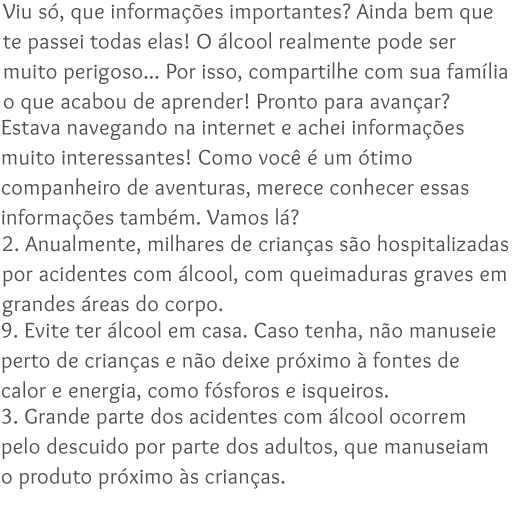 Viu só, que informações importantes? Ainda bem que
te passei todas elas! O álcool realmente pode ser
muito perigoso... Por isso, compartilhe com sua família
o que acabou de aprender! Pronto para avançar?
Estava navegando na internet e achei informações
muito interessantes! Como você é um ótimo
companheiro de aventuras, merece conhecer essas
informações também. Vamos lá?
2. Anualmente, milhares de crianças são hospitalizadas
por acidentes com álcool, com queimaduras graves em
grandes áreas do corpo.
9. Evite ter álcool em casa. Caso tenha, não manuseie
perto de crianças e não deixe próximo à fontes de
calor e energia, como fósforos e isqueiros.
3. Grande parte dos acidentes com álcool ocorrem
pelo descuido por parte dos adultos, que manuseiam
o produto próximo às crianças.